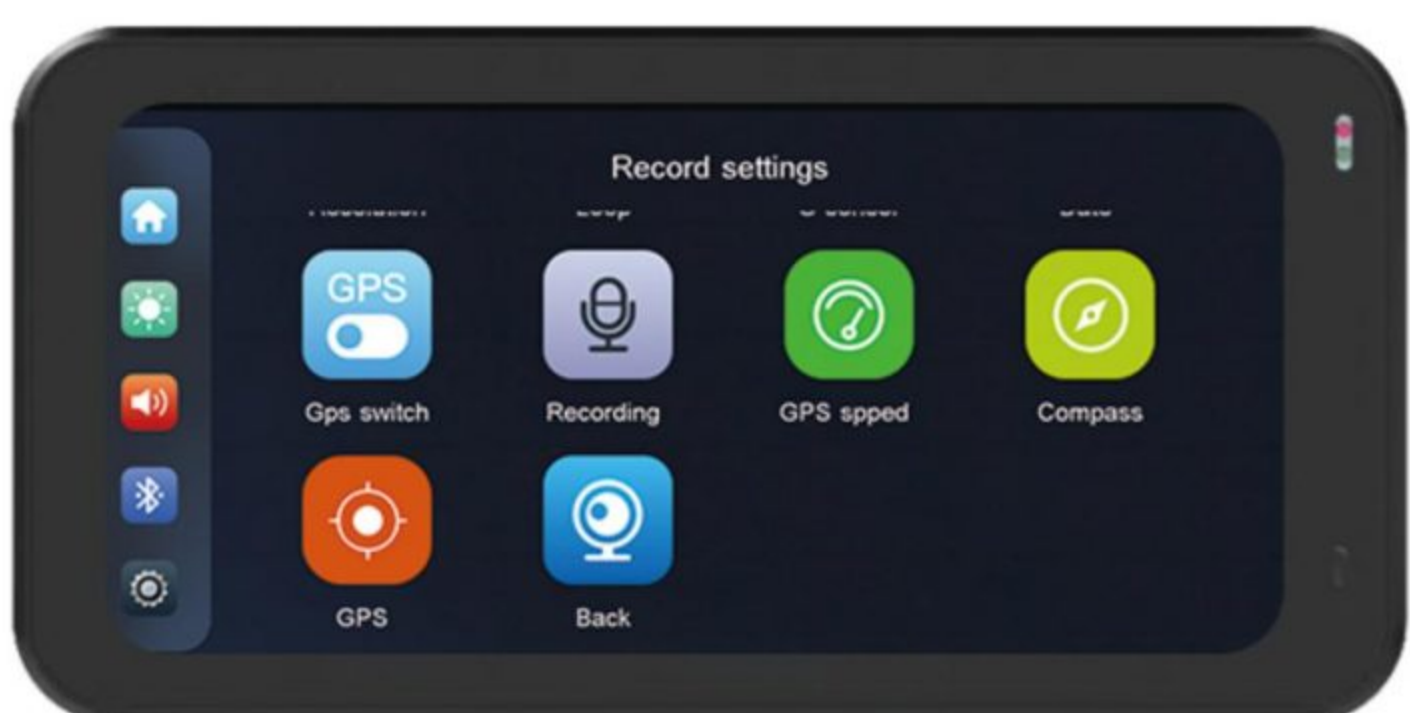 Record settings
GPS
Gps switch
Recording
GPS spped
Compass
GPS
Back